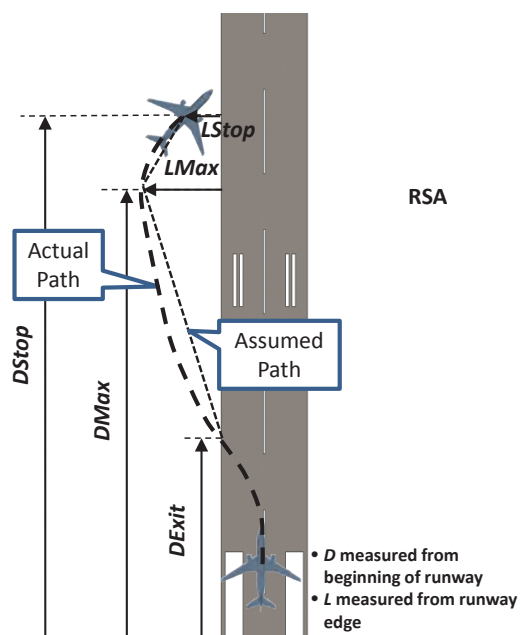 LStop
LMax
RSA
Actual
Path
Assumed
Path
DStop
DMax
DExit
• D measured from
beginning of runway
• L measured from runway
edge